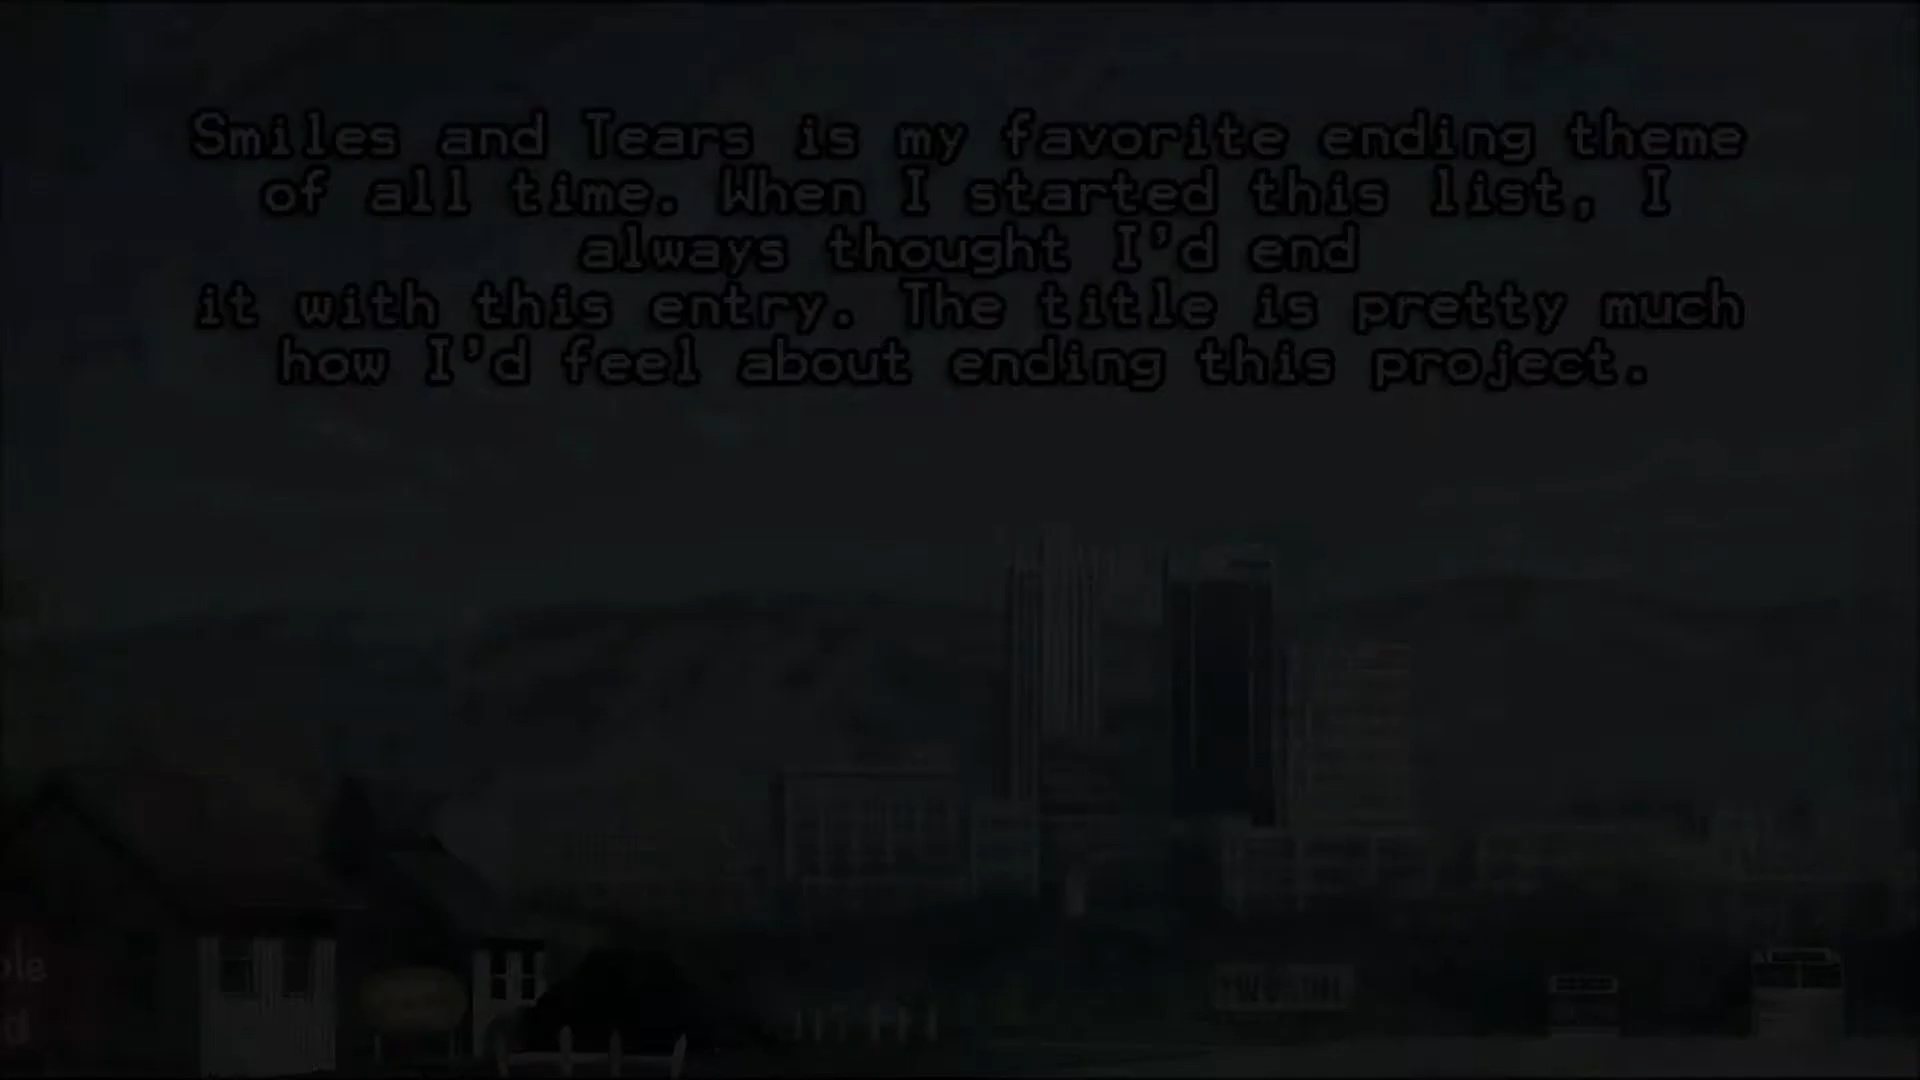 Smiles and Tears is my favorite ending theme
of all time. When I started this list, I
always thought I'd end
it with this entry. The title is pretty much
how I'd feel about ending this project.